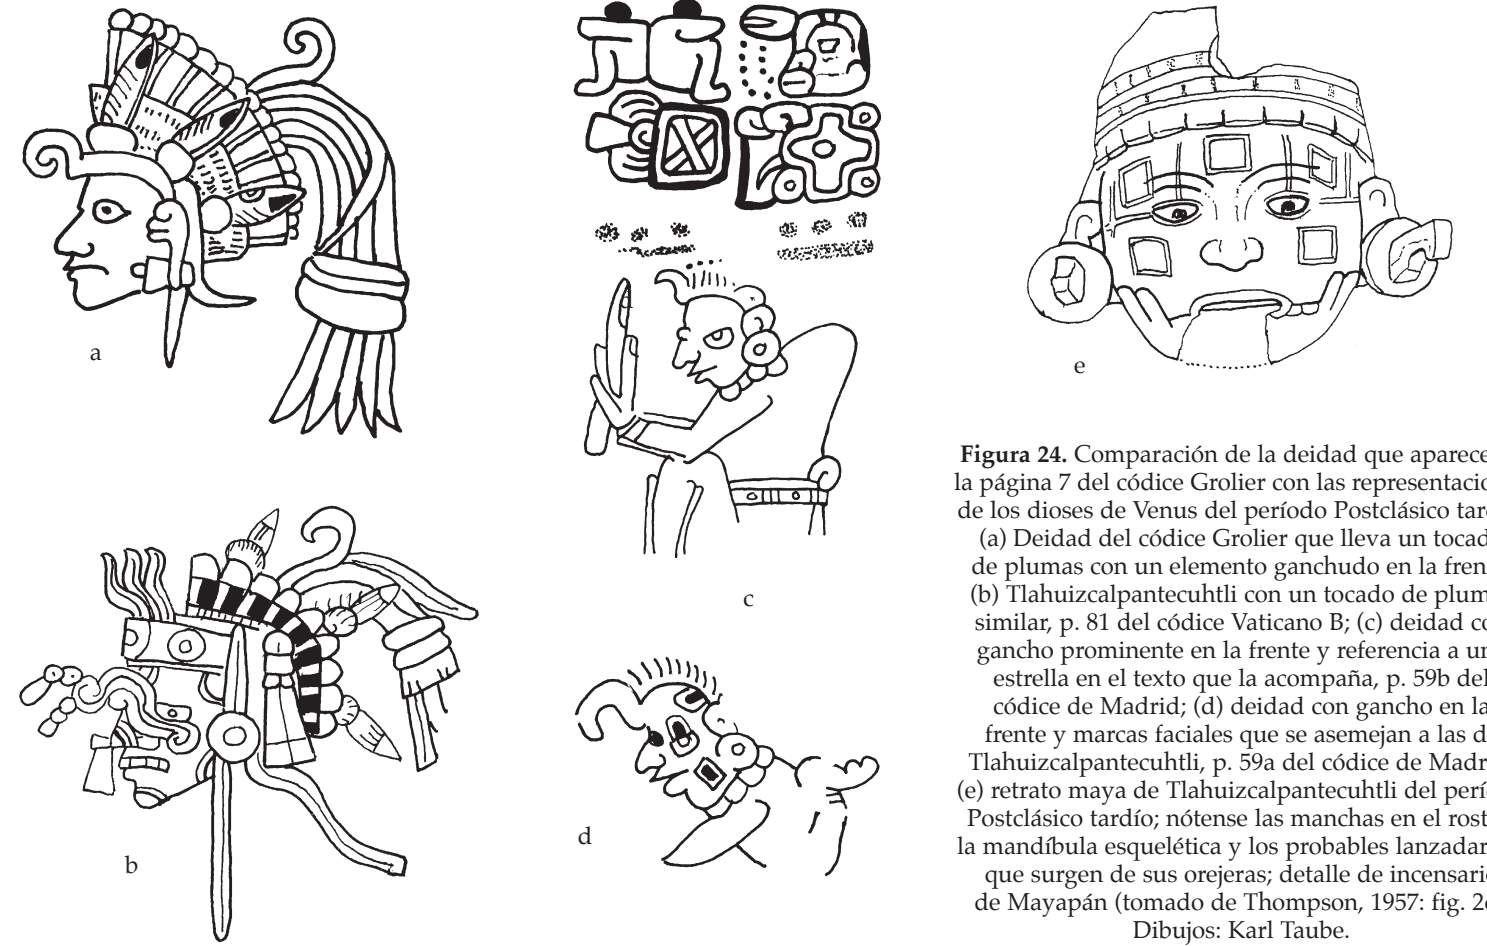 a
b
c
d
e
Figura 24. Comparación de la deidad que aparece
la página 7 del códice Grolier con las representacio
de los dioses de Venus del período Postclásico tar
(a) Deidad del códice Grolier que lleva un tocad
de plumas con un elemento ganchudo en la fren
(b) Tlahuizcalpantecuhtli con un tocado de plum
similar, p. 81 del códice Vaticano B; (c) deidad co
gancho prominente en la frente y referencia a un
estrella en el texto que la acompaña, p. 59b del
códice de Madrid; (d) deidad con gancho en la
frente y marcas faciales que se asemejan a las d
Tlahuizcalpantecuhtli, p. 59a del códice de Madr
(e) retrato maya de Tlahuizcalpantecuhtli del perí
Postclásico tardío; nótense las manchas en el rost
la mandíbula esquelética y los probables lanzadar
que surgen de sus orejeras; detalle de incensari
de Mayapán (tomado de Thompson, 1957: fig. 2
Dibujos: Karl Taube.